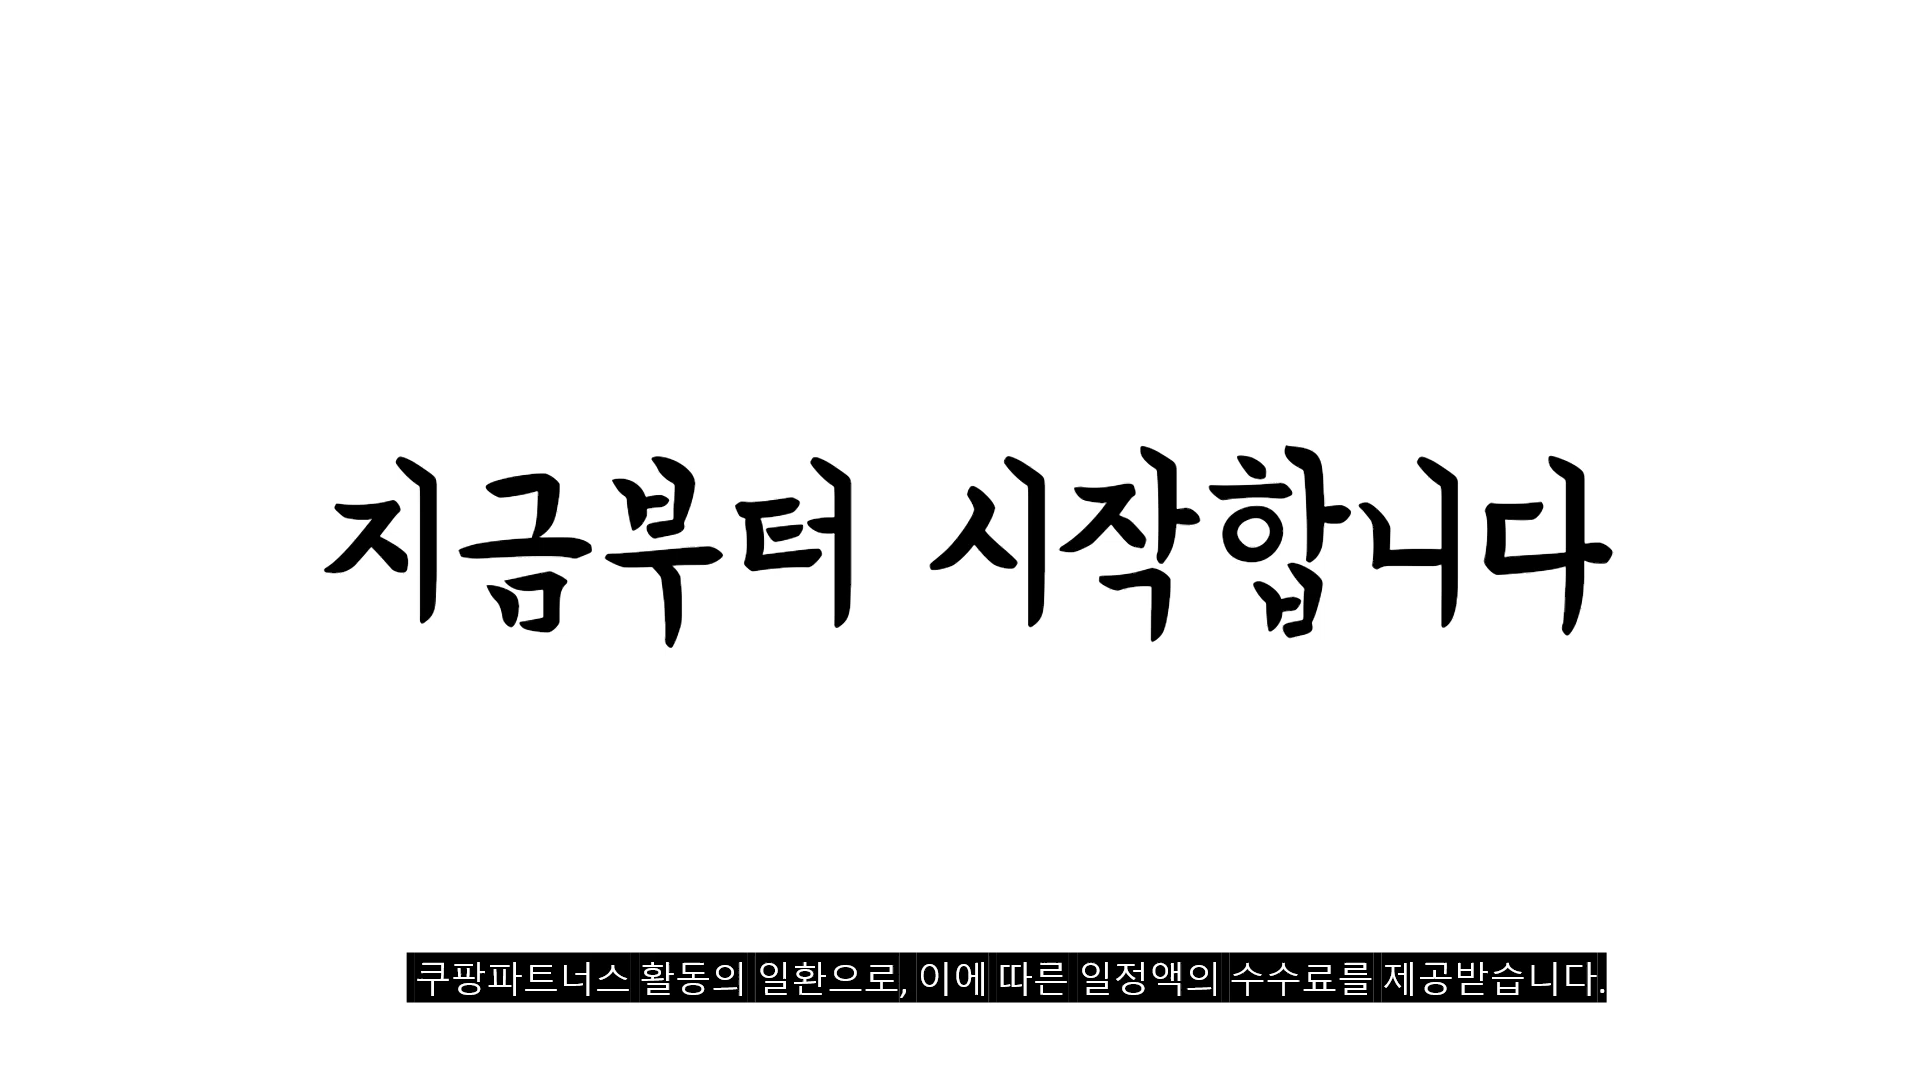 지금부터 시작합니다
쿠팡파트너스 활동의 일환으로, 이에 따른 일정액의 수수료를 제공받습니다.